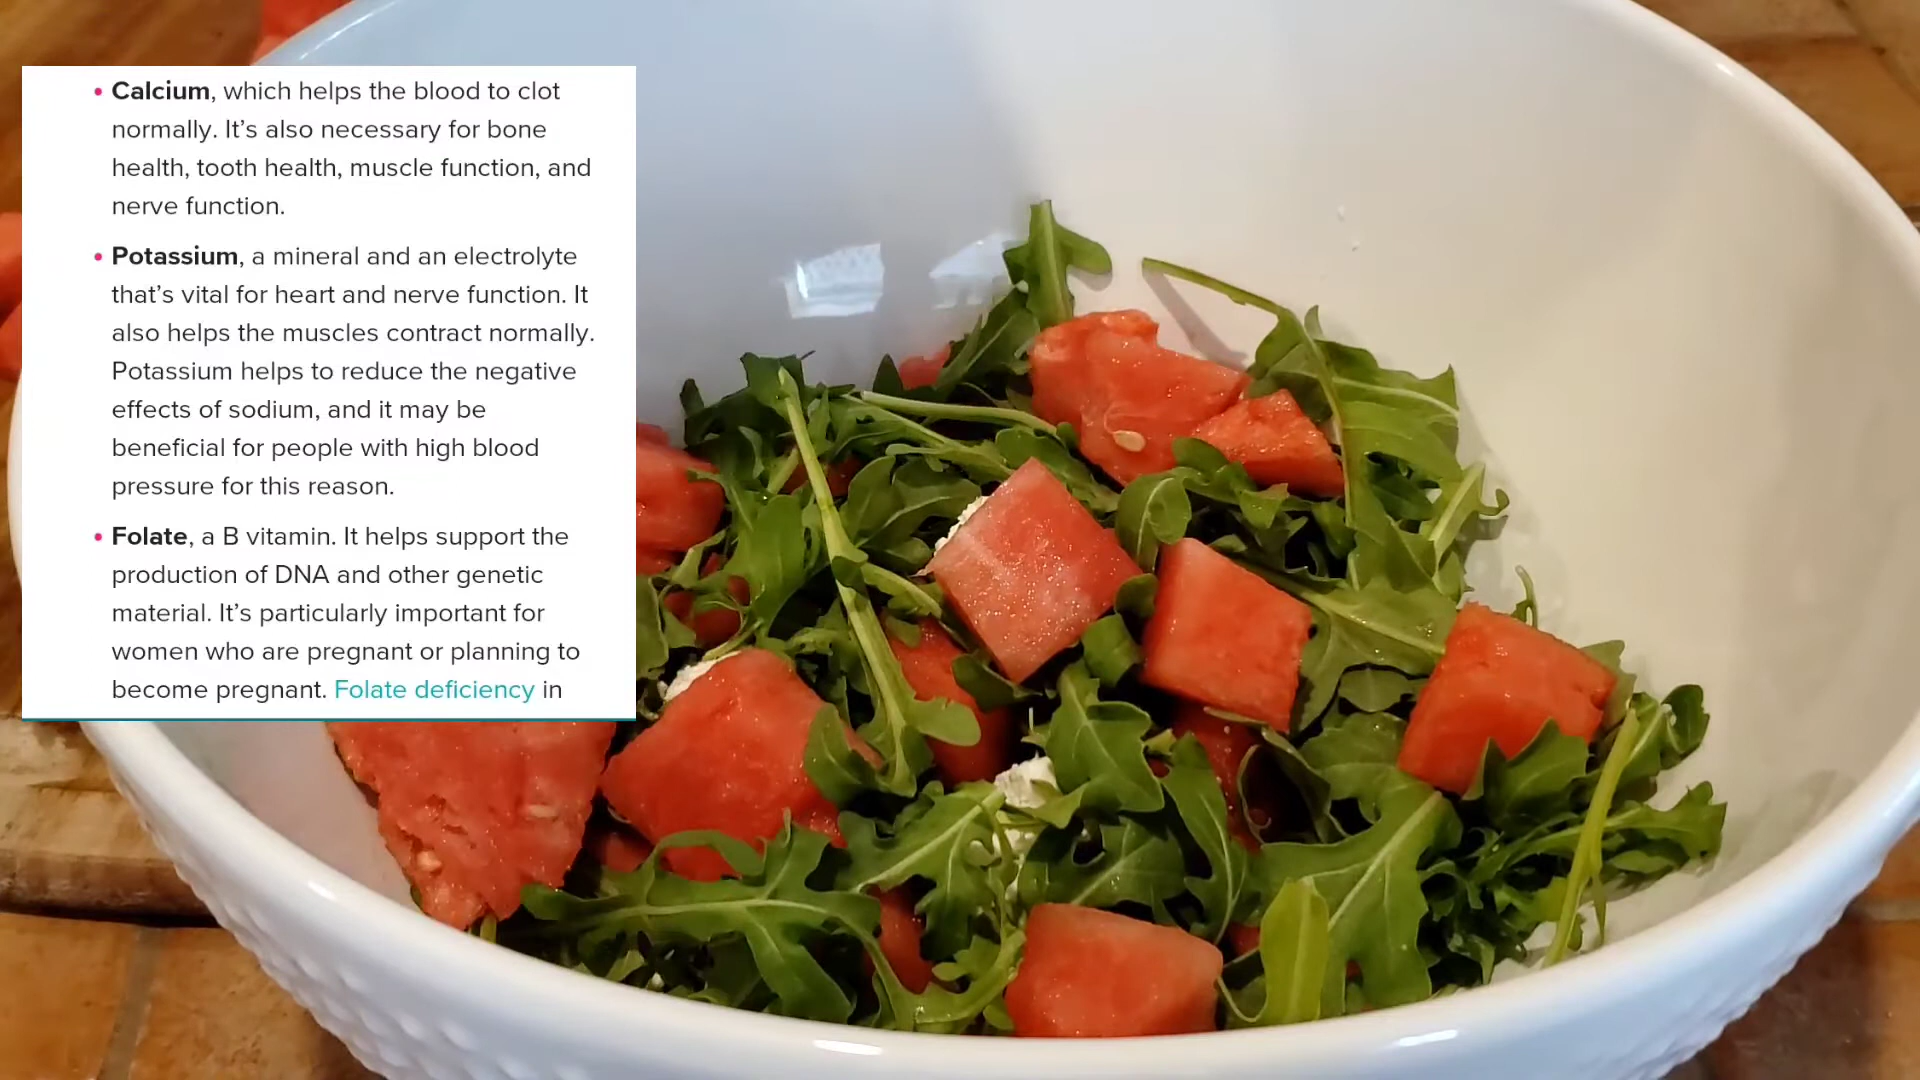 • Calcium, which helps the blood to clot
normally. It’s also necessary for bone
health, tooth health, muscle function, and
nerve function.
• Potassium, a mineral and an electrolyte
that’s vital for heart and nerve function. It
also helps the muscles contract normally.
Potassium helps to reduce the negative
effects of sodium, and it may be
beneficial for people with high blood
pressure for this reason.
• Folate, a B vitamin. It helps support the
production of DNA and other genetic
material. It’s particularly important for
women who are pregnant or planning to
become pregnant. Folate deficiency in